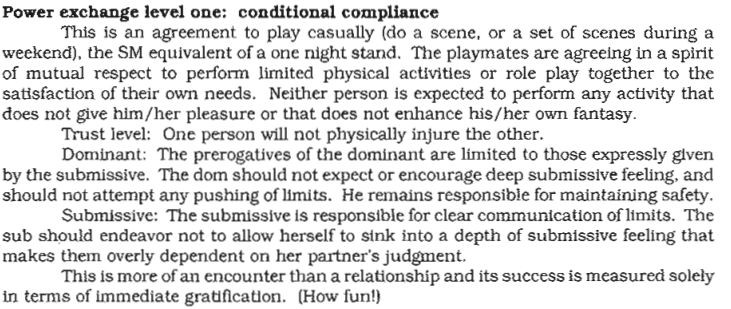 Power exchange level one:  conditional compliance
This is an agreement to play casually (do a scene, or a set of scenes during a
weekend), the SM equivalent of a one night stand.  The playmates are agreeing in a spirit
of mutual respect to perform limited physical activities or role play together to the
satisfaction of their own needs.  Neither person is expected to perform any activity that
does not give him/her pleasure or that does not enhance his/her own fantasy.
Trust level:  One person will not physically injure the other.
Dominant:  The prerogatives of the dominant are limited to those expressly given
by the submissive.  The dom should not expect or encourage deep submissive feeling, and
should not attempt any pushing of limits.  He remains responsible for maintaining safety.
Submissive: The submissive is responsible for clear communication of limits.  The
sub should endeavor not to allow herself to sink into a depth of submissive feeling that
makes them overly dependent on her partner's judgment.
This is more of an encounter than a relationship and its success is measured solely
in terms of immediate gratification.  (How fun!)